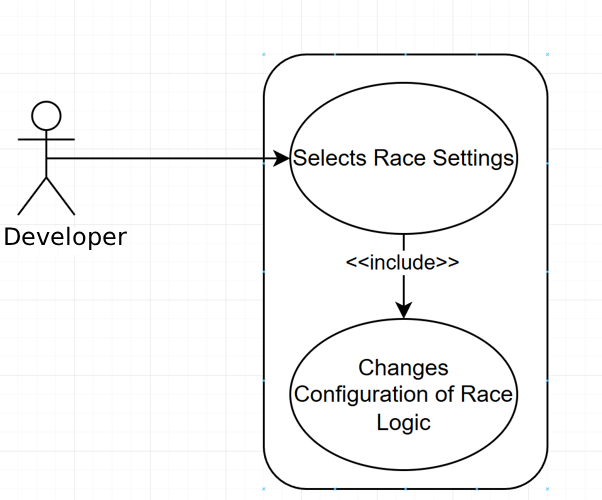 Selects Race Settings
Developer
<<include>>
Changes
Configuration of Race
Logic